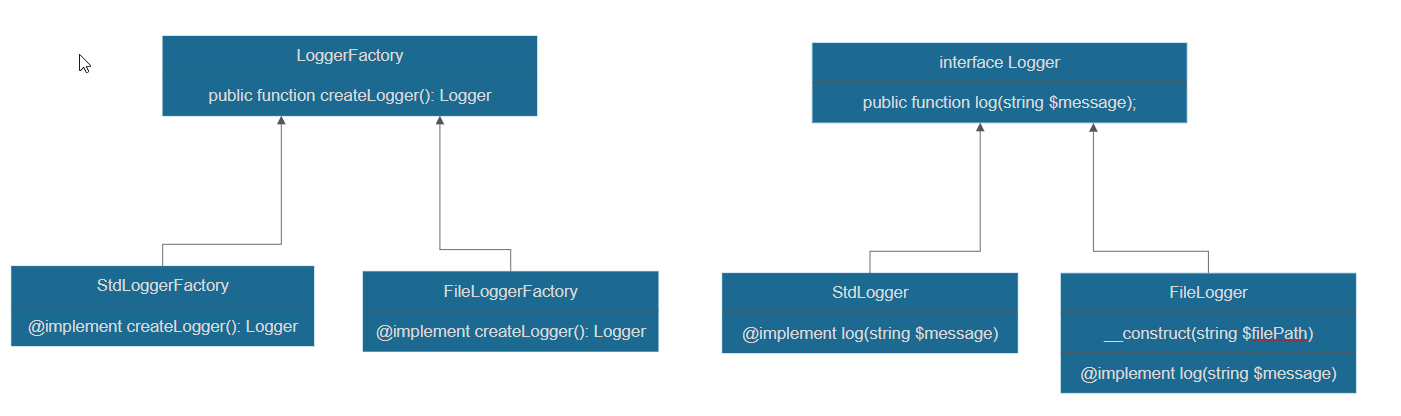 LoggerFactory
public function createLogger(): Logger
interface Logger
public function log(string $message);
StdLoggerFactory
@implement createLogger(): Logger
FileLoggerFactory
@implement createLogger(): Logger
StdLogger
@implement log(string $message)
FileLogger
__construct(string $filePath)
@implement log(string $message)